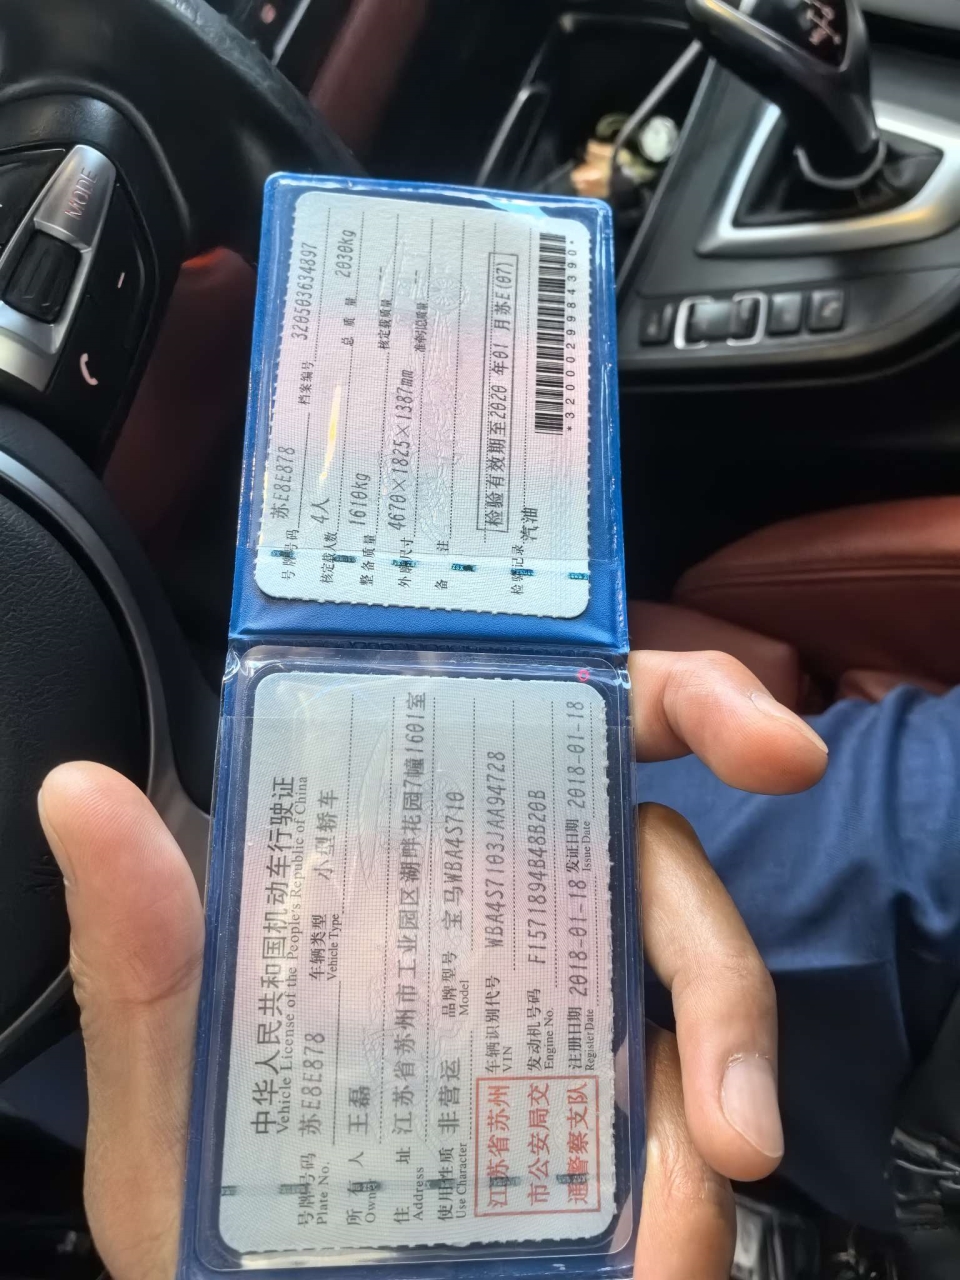 中华人民共和国机动车行驶证
Vehicle License of the People's Republic of China
号牌号码 苏E8E878 车辆类型 小型轿车
Plate No. Vehicle Type
所有人 王磊
Owner
住址 江苏省苏州市工业园区湖畔花园7幢1601室
Address
使用性质 非营运 品牌型号 宝马WBA4S710
Use Character Model
江苏省苏州
市公安局交
通警察支队
车辆识别代号 WBA4S7103JAA94728
VIN
发动机号码 F1571894B48B20B
Engine No.
注册日期 2018-01-18 发证日期 2018-01-18
Register Date Issue Date
号牌号码 苏E8E878 档案编号 320503634897
核定载人数 4人 总质量 2030kg
整备质量 1610kg 核定载质量 --
外廓尺寸 4670×1825×1387mm 准牵引总质量 --
备注
检验有效期至2020年01月苏E(07)
检验记录 汽油
*3200029984390*
MODE